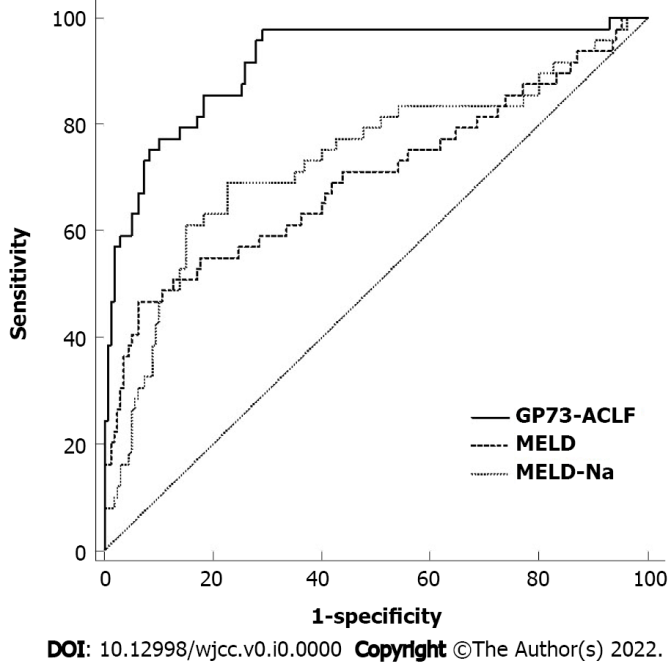 100
80
60
40
20
0
Sensitivity
GP73-ACLF
MELD
MELD-Na
0 20 40 60 80 100
1-specificity
DOI: 10.12998/wjcc.v0.i0.0000 Copyright ©The Author(s) 2022.